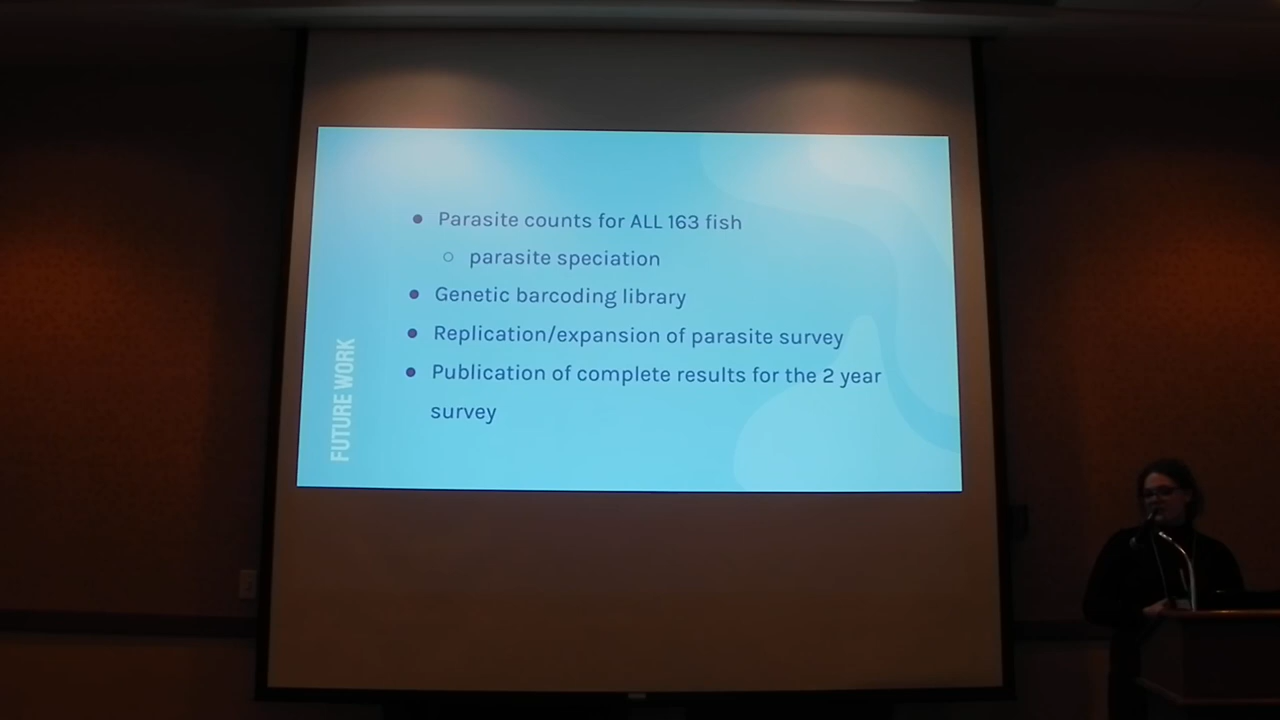 ● Parasite counts for ALL 163 fish
○ parasite speciation
● Genetic barcoding library
● Replication/expansion of parasite survey
● Publication of complete results for the 2 year
survey
FUTURE WORK